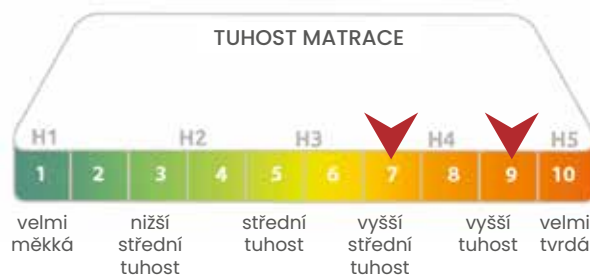 TUHOST MATRACE
H1 H2 H3 H4 H5
1 2 3 4 5 6 7 8 9 10
velmi nižší střední vyšší vyšší velmi
měkká střední tuhost střední tuhost tvrdá
tuhost tuhost